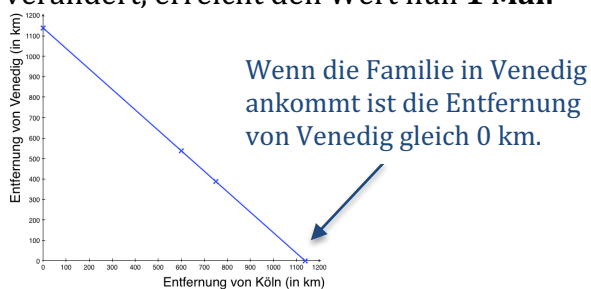 verändert, erreicht den Wert nun 1 Mal.
Entfernung von Venedig (in km)
1200
1100
1000
900
800
700
600
500
400
300
200
100
0
Wenn die Familie in Venedig
ankommt ist die Entfernung
von Venedig gleich 0 km.
0 100 200 300 400 500 600 700 800 900 1000 1100 1200
Entfernung von Köln (in km)